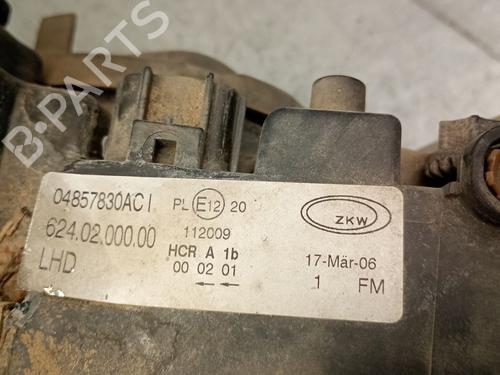 B-PARTS
04857830AC I
624.02.000.00
LHD
PL E12 20
112009
HCR A 1b
00 02 01
←←
ZKW
17-Mär-06
1 FM